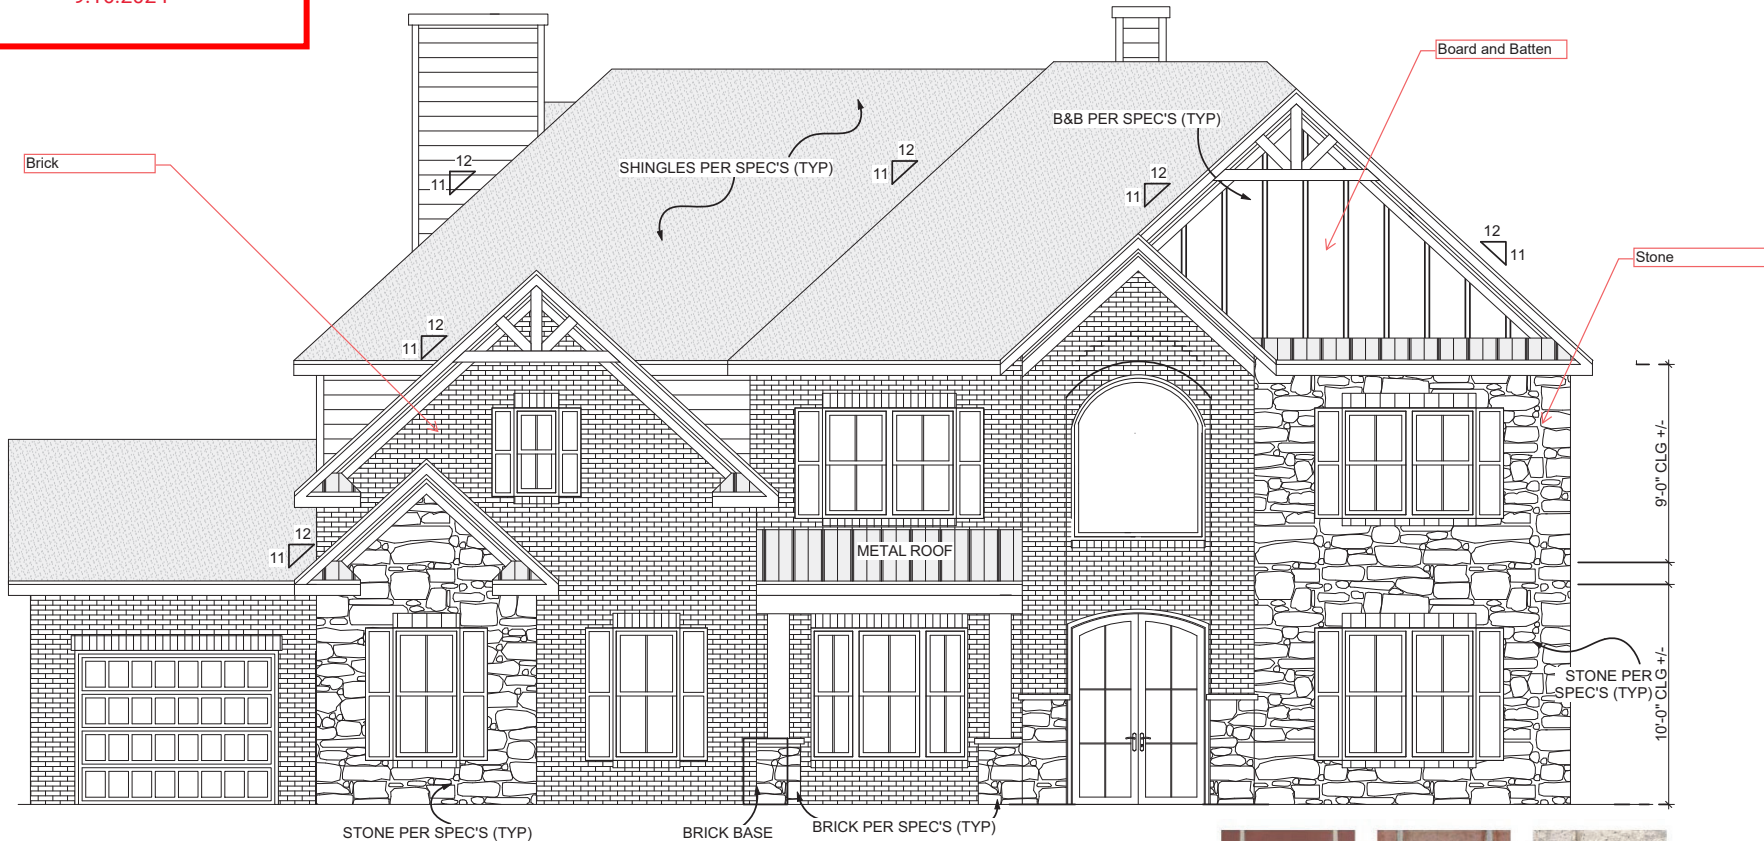 Board and Batten
B&B PER SPEC'S (TYP)
Brick
SHINGLES PER SPEC'S (TYP)
12
11
12
11
12
11
12
11
Stone
12
11
9'-0" CLG +/-
12
11
METAL ROOF
STONE PER
SPEC'S (TYP)
10'-0" CLG +/-
STONE PER SPEC'S (TYP)
BRICK BASE
BRICK PER SPEC'S (TYP)